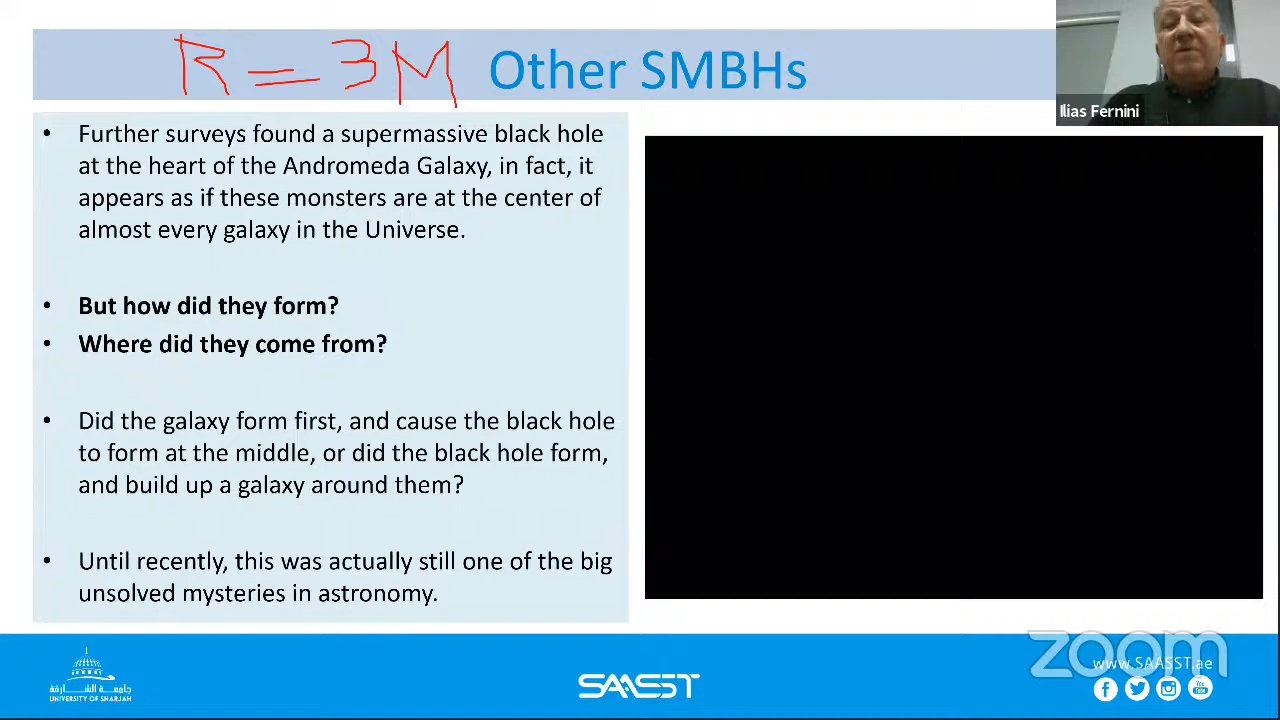 R = 3M Other SMBHs
Ilias Fernini
• Further surveys found a supermassive black hole
at the heart of the Andromeda Galaxy, in fact, it
appears as if these monsters are at the center of
almost every galaxy in the Universe.
• But how did they form?
• Where did they come from?
• Did the galaxy form first, and cause the black hole
to form at the middle, or did the black hole form,
and build up a galaxy around them?
• Until recently, this was actually still one of the big
unsolved mysteries in astronomy.
جامعة الشارقة
UNIVERSITY OF SHARJAH
SAASST
zoom
www.SAASST.ae
You
Tube